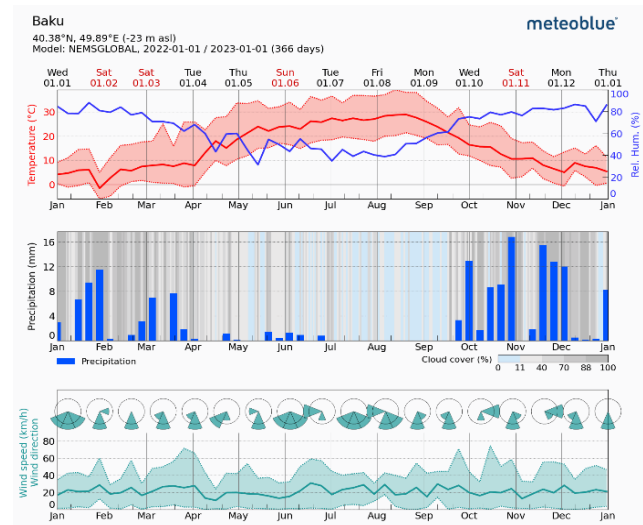 Baku
meteoblue
40.38°N, 49.89°E (-23 m asl)
Model: NEMSGLOBAL, 2022-01-01 / 2023-01-01 (366 days)
Wed Sat Sat Tue Thu Sun Tue Fri Mon Wed Sat Mon Thu
01.01 01.02 01.03 01.04 01.05 01.06 01.07 01.08 01.09 01.10 01.11 01.12 01.01
Temperature (°C)
30
20
10
0
100
80
60
40
20
0
Rel. Hum. (%)
Jan Feb Mar Apr May Jun Jul Aug Sep Oct Nov Dec Jan
Precipitation (mm)
16
12
8
4
0
Jan Feb Mar Apr May Jun Jul Aug Sep Oct Nov Dec Jan
Precipitation
Cloud cover (%)
0 11 40 70 88 100
Wind speed (km/h)
Wind direction
80
60
40
20
0
Jan Feb Mar Apr May Jun Jul Aug Sep Oct Nov Dec Jan